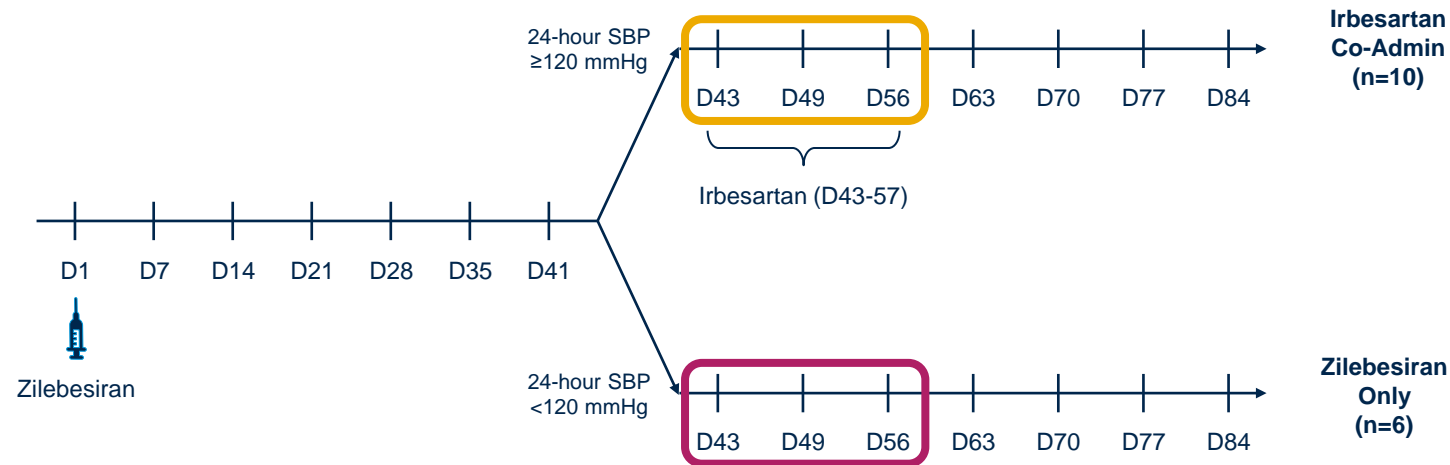 24-hour SBP
≥120 mmHg
D43 D49 D56 D63 D70 D77 D84
Irbesartan
Co-Admin
(n=10)
Irbesartan (D43-57)
D1 D7 D14 D21 D28 D35 D41
Zilebesiran
24-hour SBP
<120 mmHg
D43 D49 D56 D63 D70 D77 D84
Zilebesiran
Only
(n=6)